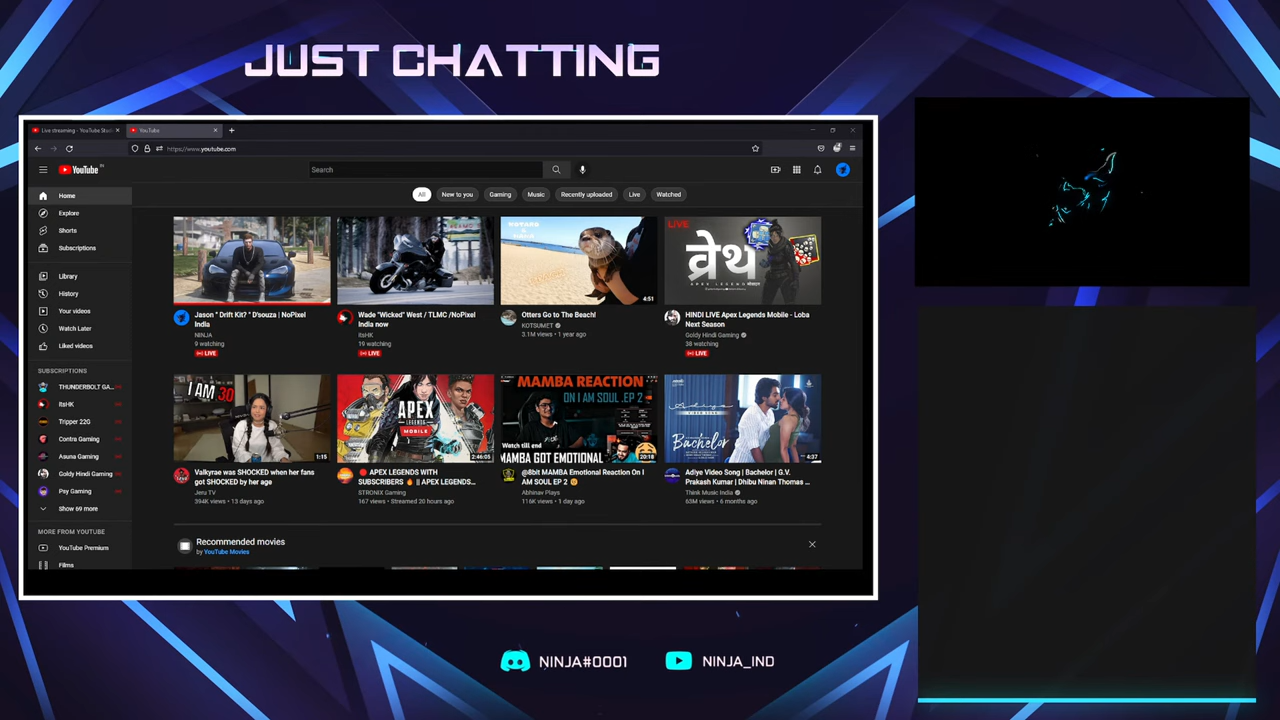 JUST CHATTING
Live streaming - YouTube Studi
YouTube
https://www.youtube.com
YouTube IN
Search
All
New to you
Gaming
Music
Recently uploaded
Live
Watched
Home
Explore
Shorts
Subscriptions
Library
History
Your videos
Watch Later
Liked videos
SUBSCRIPTIONS
THUNDERBOLT GA...
ItsHK
Tripper 22G
Contra Gaming
Asuna Gaming
Goldy Hindi Gaming
Psy Gaming
Show 69 more
MORE FROM YOUTUBE
YouTube Premium
Films
Jason " Drift Kit? " D'souza | NoPixel
India
NINJA
9 watching
LIVE
Wade "Wicked" West / TLMC /NoPixel
India now
ItsHK
19 watching
LIVE
4:51
Otters Go To The Beach!
KOTSUMET
3.1M views • 1 year ago
LIVE
व्रेथ
HINDI LIVE Apex Legends Mobile - Loba
Next Season
Goldy Hindi Gaming
38 watching
LIVE
I AM 30
1:15
Valkyrae was SHOCKED when her fans
got SHOCKED by her age
Jeru TV
394K views • 13 days ago
APEX
LEGENDS
MOBILE
2:46:05
APEX LEGENDS WITH
SUBSCRIBERS 🔥 || APEX LEGENDS...
STRONIX Gaming
167 views • Streamed 20 hours ago
MAMBA REACTION
ON I AM SOUL .EP 2
Watch till end
MAMBA GOT EMOTIONAL
20:18
@8bit MAMBA Emotional Reaction On I
AM SOUL EP 2
Abhinav Plays
116K views • 1 day ago
Adiye
Bachelor
4:37
Adiye Video Song | Bachelor | G.V.
Prakash Kumar | Dhibu Ninan Thomas ...
Think Music India
63M views • 6 months ago
Recommended movies
by YouTube Movies
NINJA#0001
NINJA_IND